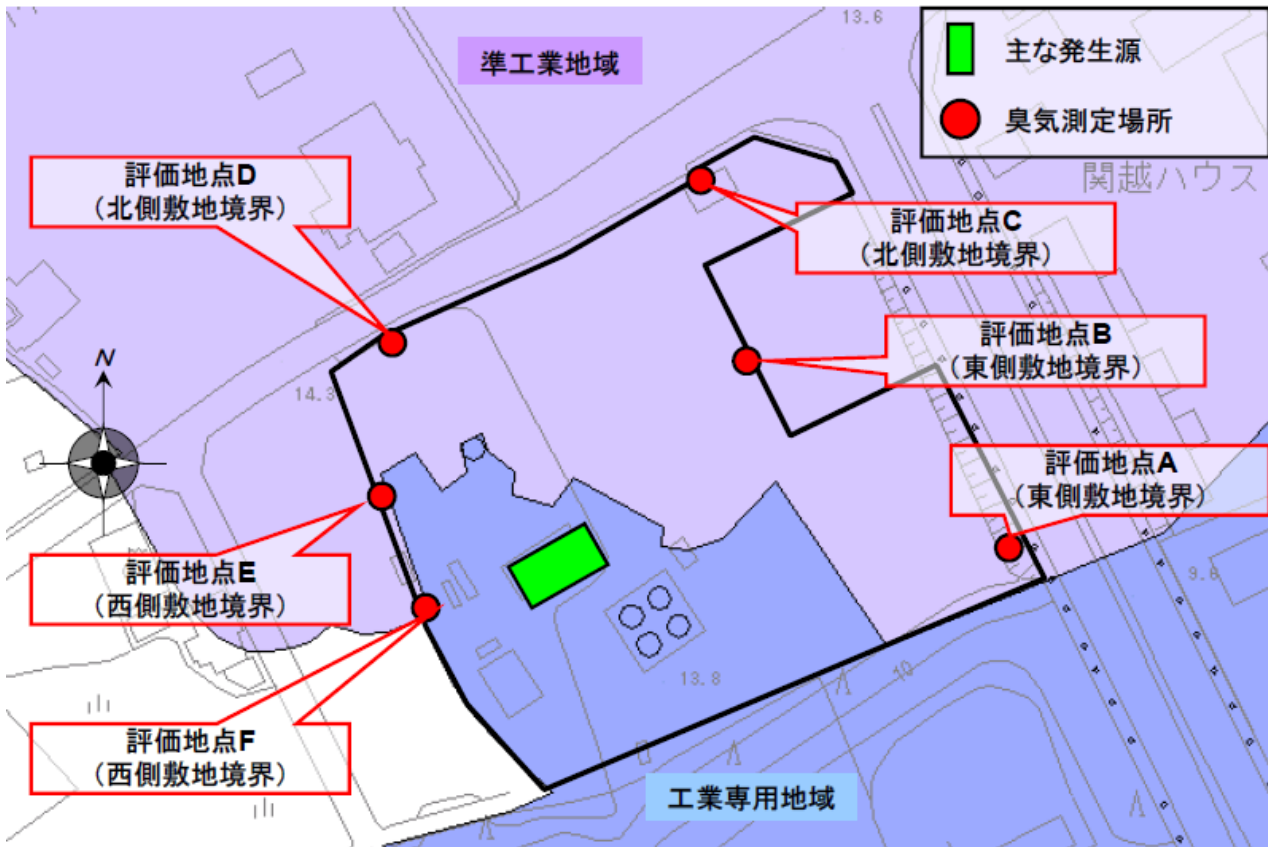 13.6
準工業地域
主な発生源
臭気測定場所
関越ハウス
評価地点D
（北側敷地境界）
評価地点C
（北側敷地境界）
評価地点B
（東側敷地境界）
N
14.3
評価地点A
（東側敷地境界）
評価地点E
（西側敷地境界）
9.6
10
13.8
評価地点F
（西側敷地境界）
工業専用地域